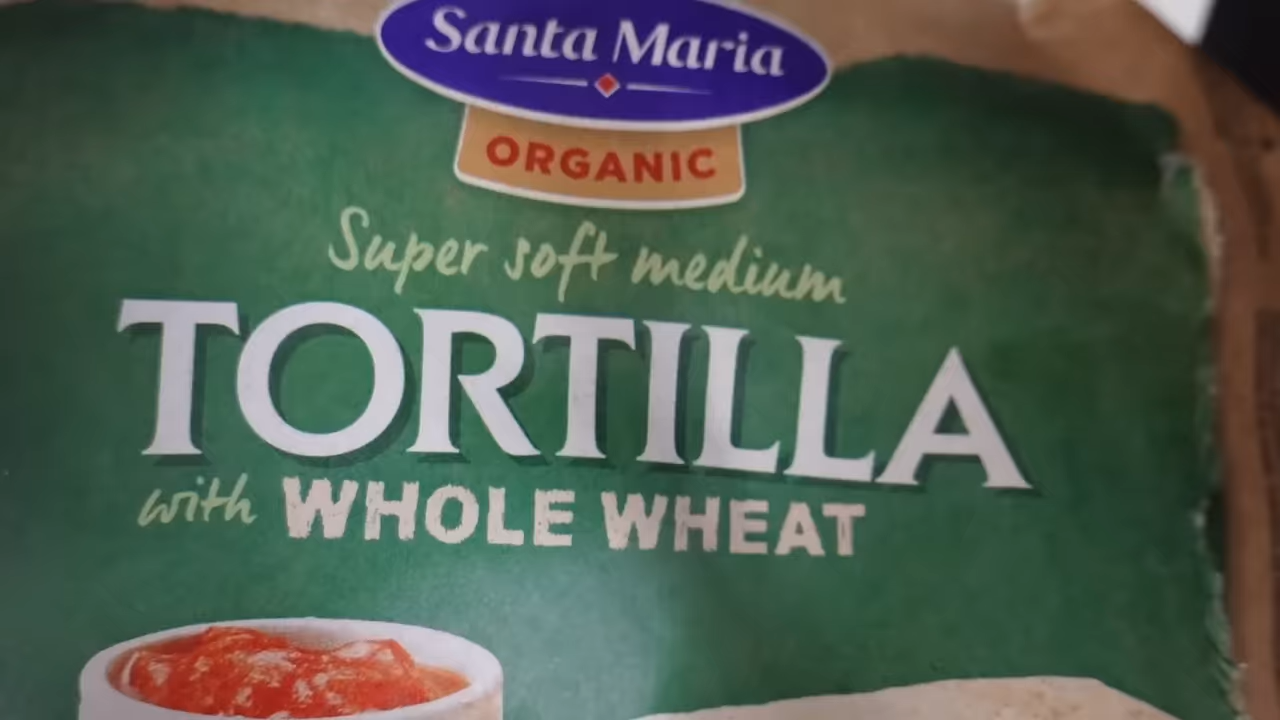 Santa Maria
ORGANIC
Super soft medium
TORTILLA
with WHOLE WHEAT